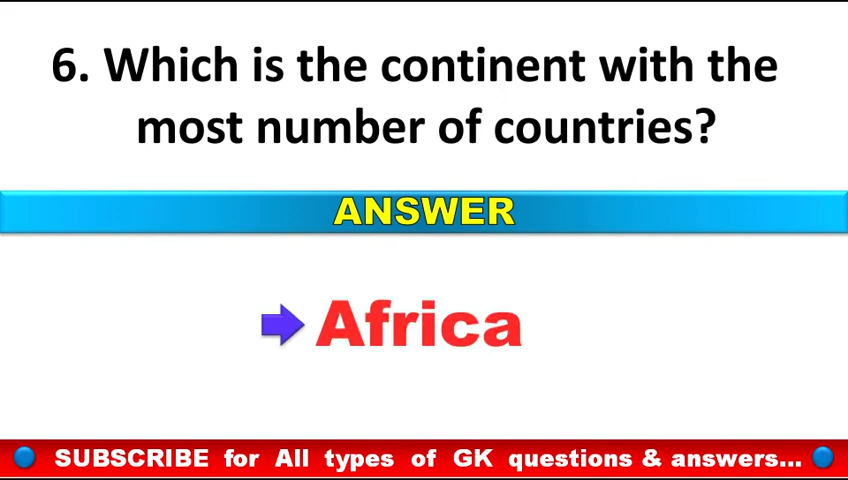 6. Which is the continent with the
most number of countries?
ANSWER
Africa
SUBSCRIBE for All types of GK questions & answers...